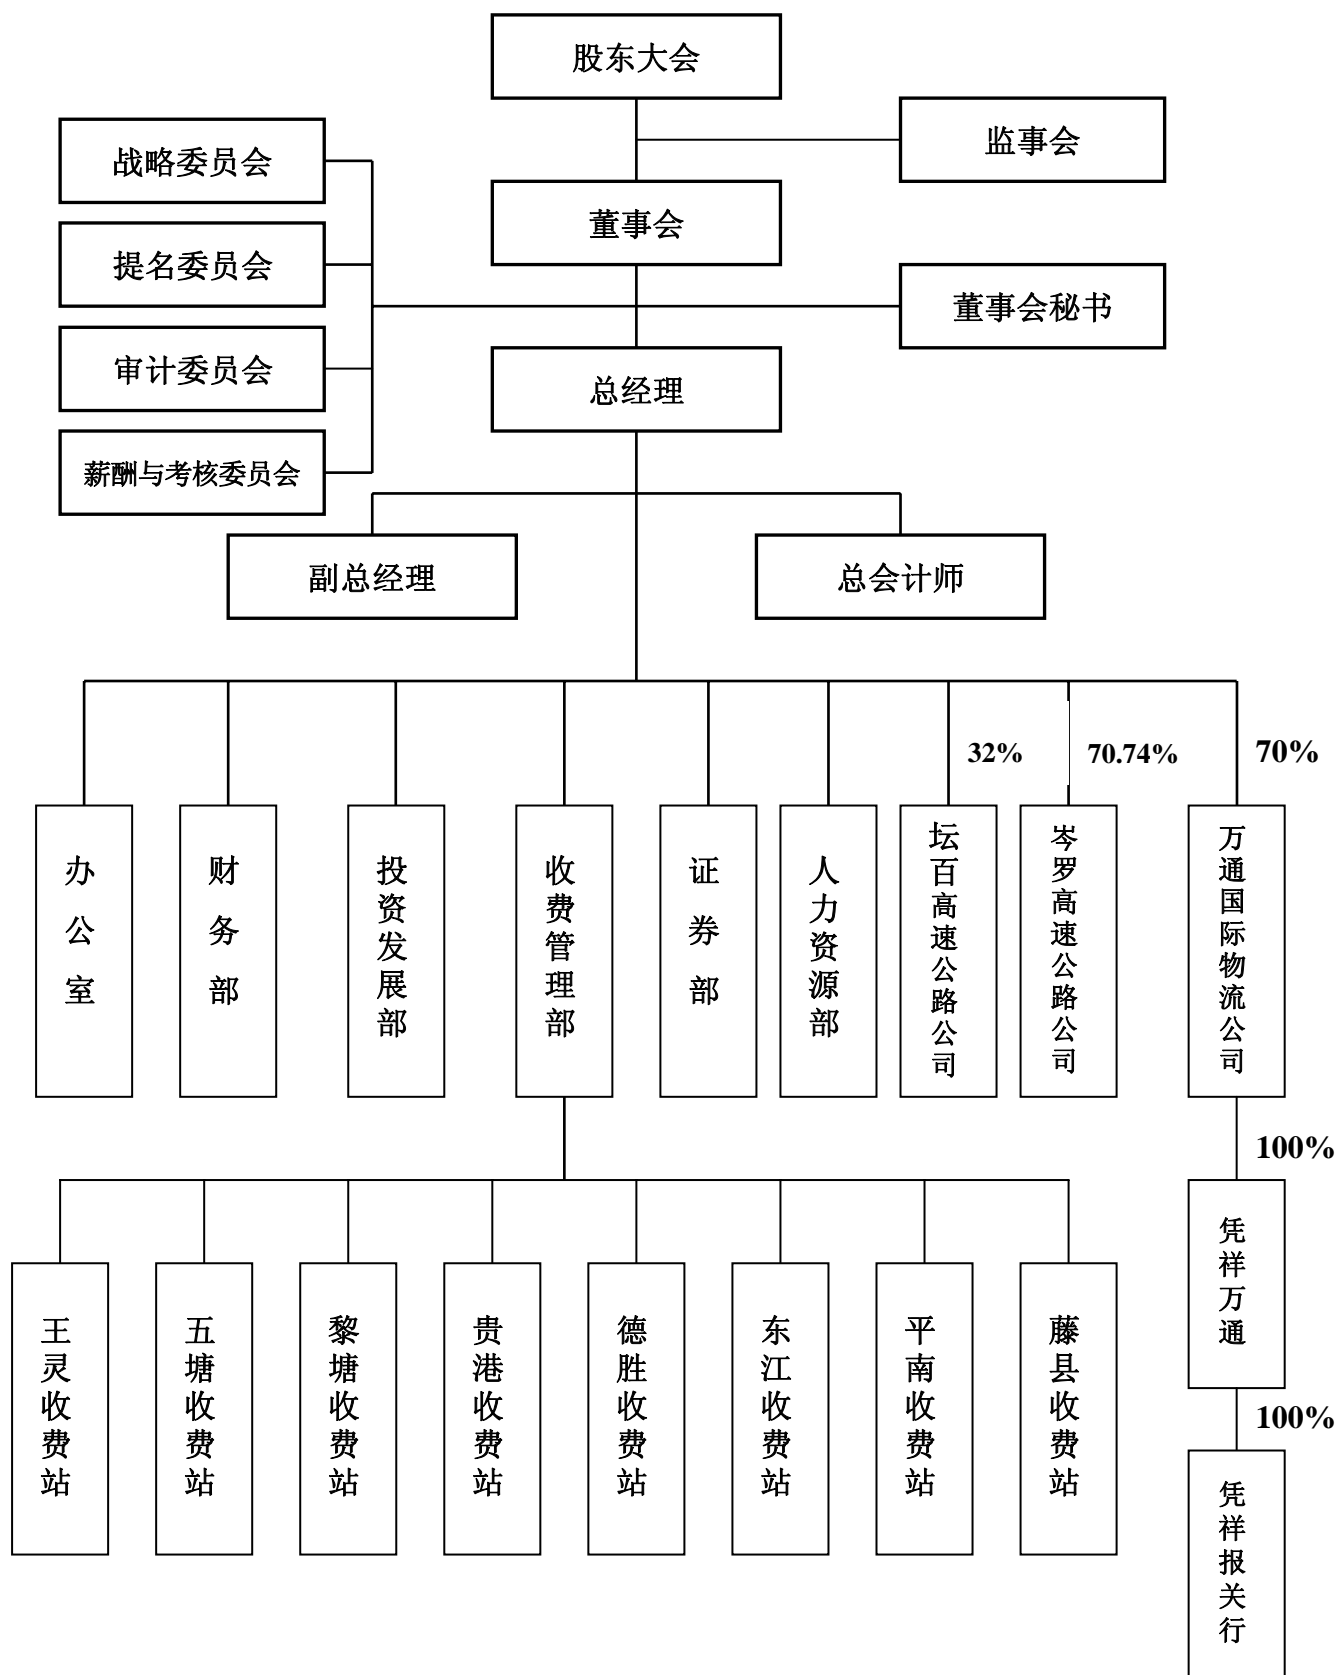 股东大会
监事会
战略委员会
董事会
提名委员会
董事会秘书
审计委员会
总经理
薪酬与考核委员会
副总经理
总会计师
32%
70.74%
70%
办公室
财务部
投资发展部
收费管理部
证券部
人力资源部
坛百高速公路公司
岑罗高速公路公司
万通国际物流公司
100%
凭祥万通
王灵收费站
五塘收费站
黎塘收费站
贵港收费站
德胜收费站
东江收费站
平南收费站
藤县收费站
100%
凭祥报关行